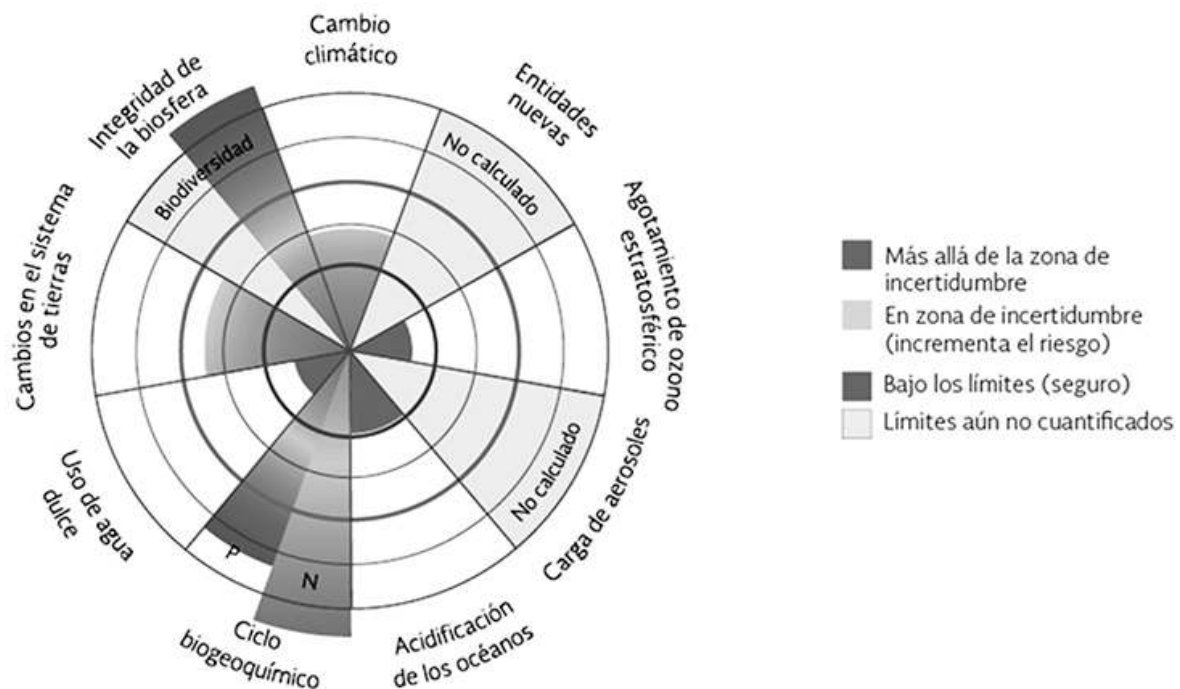 Cambio
climático
Entidades
nuevas
Agotamiento de ozono
estratosférico
Carga de aerosoles
Acidificación
de los océanos
Ciclo
biogeoquímico
Uso de agua
dulce
Cambios en el sistema
de tierras
Integridad de
la biosfera
Biodiversidad
No calculado
No calculado
P
N
Más allá de la zona de
incertidumbre
En zona de incertidumbre
(incrementa el riesgo)
Bajo los límites (seguro)
Límites aún no cuantificados